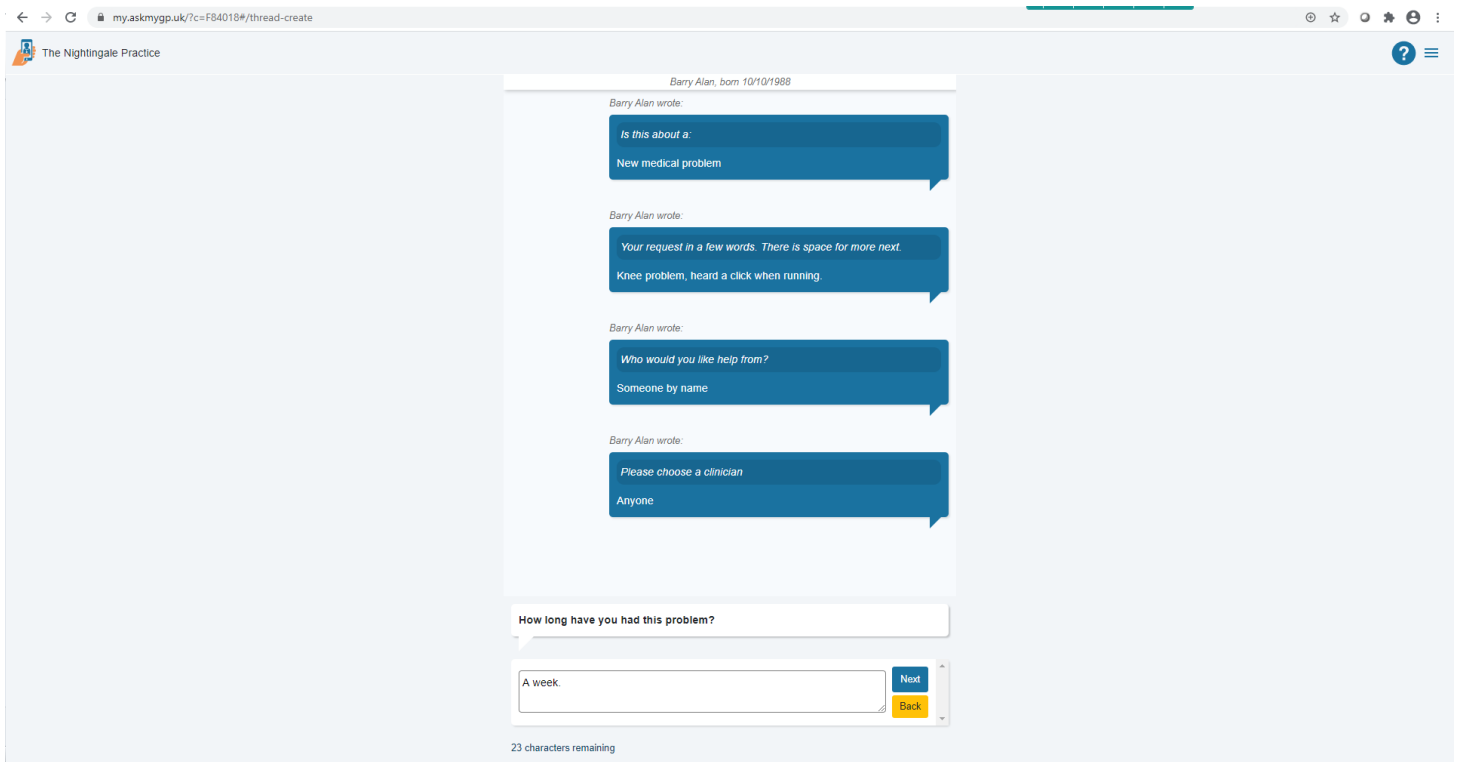 my.askmygp.uk/?c=F84018#/thread-create
The Nightingale Practice
?
Barry Alan, born 10/10/1988
Barry Alan wrote:
Is this about a:
New medical problem
Barry Alan wrote:
Your request in a few words. There is space for more next.
Knee problem, heard a click when running.
Barry Alan wrote:
Who would you like help from?
Someone by name
Barry Alan wrote:
Please choose a clinician
Anyone
How long have you had this problem?
A week.
Next
Back
23 characters remaining